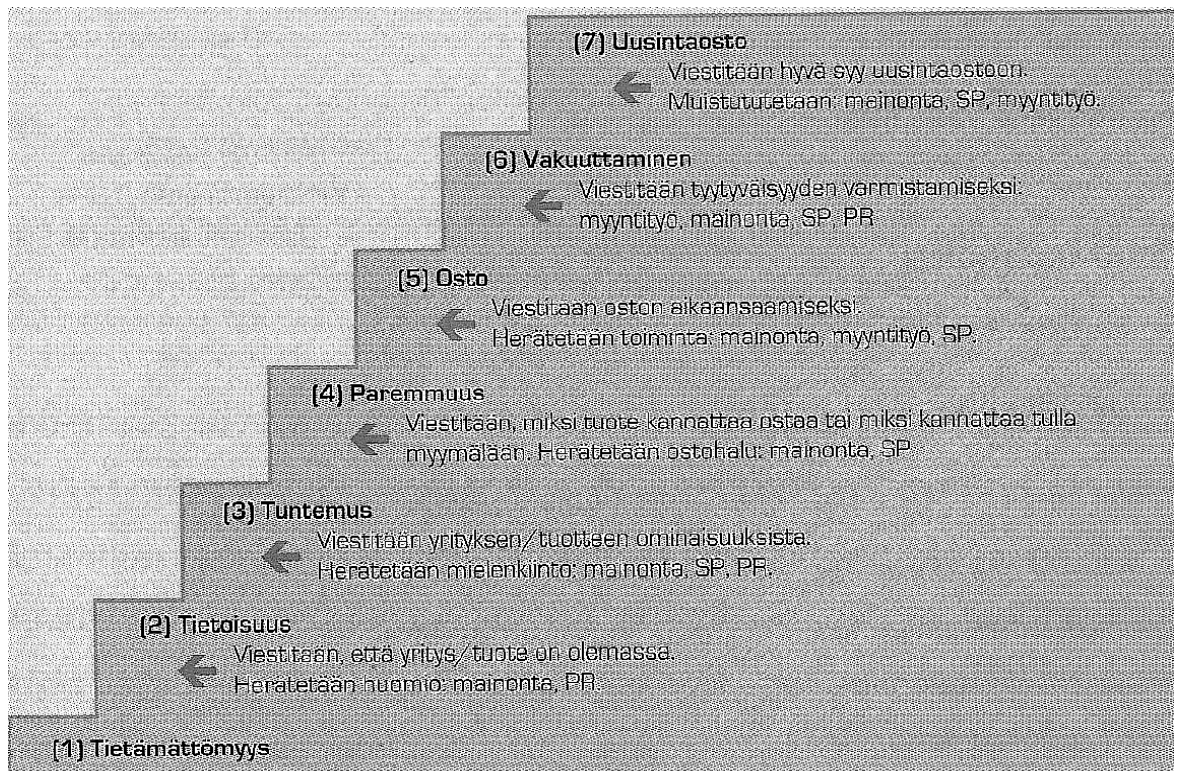 (7) Uusintaosto
Viestitään hyvä syy uusintaostoon.
Muistututetaan: mainonta, SP, myyntityö.
(6) Vakuuttaminen
Viestitään tyytyväisyyden varmistamiseksi:
myyntityö, mainonta, SP, PR
(5) Osto
Viestitaan oston aikaansaamiseksi.
Herätetään toiminta: mainonta, myyntityö, SP.
(4) Paremmuus
Viestitään, miksi tuote kannattaa ostaa tai miksi kannattaa tulla
myymälään. Herätetään ostohalu: mainonta, SP
(3) Tuntemus
Viestitään yrityksen/tuotteen ominaisuuksista.
Herätetään mielenkiinto: mainonta, SP, PR.
(2) Tietoisuus
Viestitään, että yritys/tuote on olemassa.
Herätetään huomio: mainonta, PR.
(1) Tietämättömyys